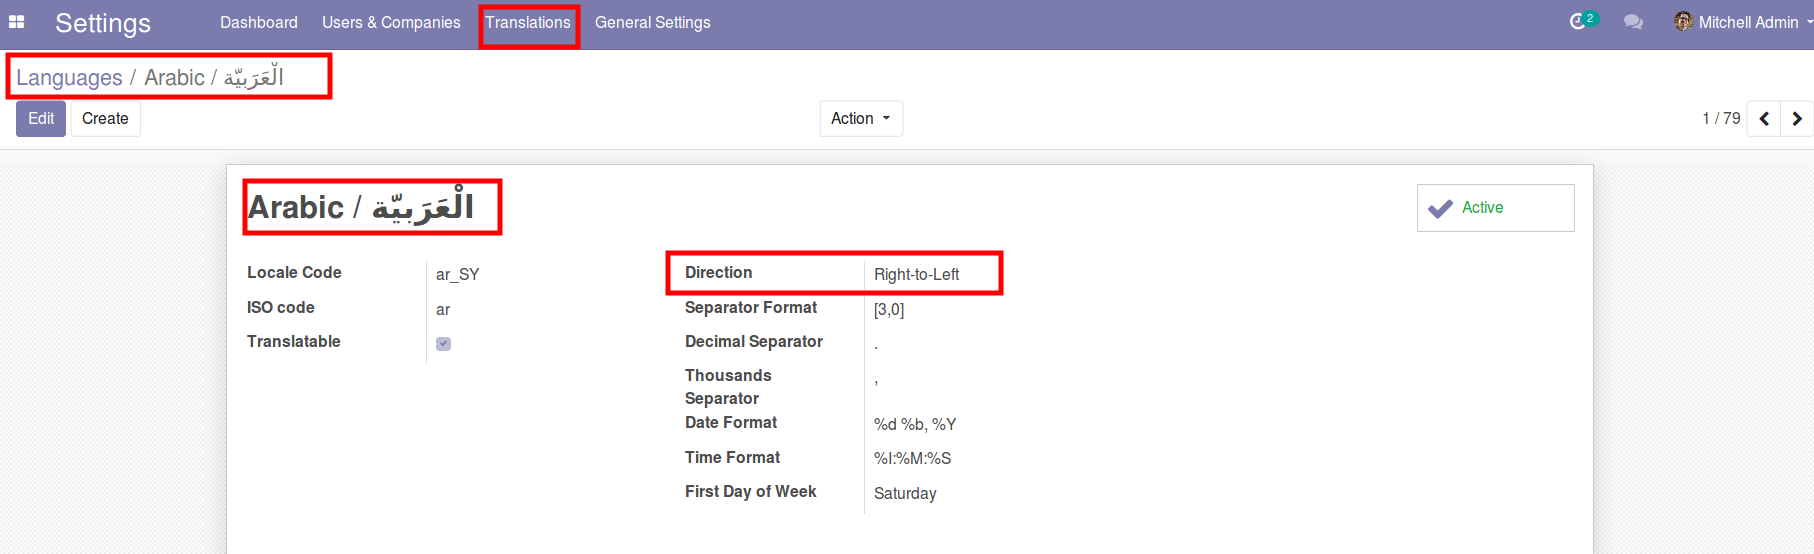 Settings Dashboard Users & Companies Translations General Settings 2 Mitchell Admin
Languages / Arabic / الْعَرَبيّة
Edit Create Action 1 / 79
Arabic / الْعَرَبيّة
Active
Locale Code ar_SY
ISO code ar
Translatable
Direction Right-to-Left
Separator Format [3,0]
Decimal Separator .
Thousands Separator ,
Date Format %d %b, %Y
Time Format %I:%M:%S
First Day of Week Saturday